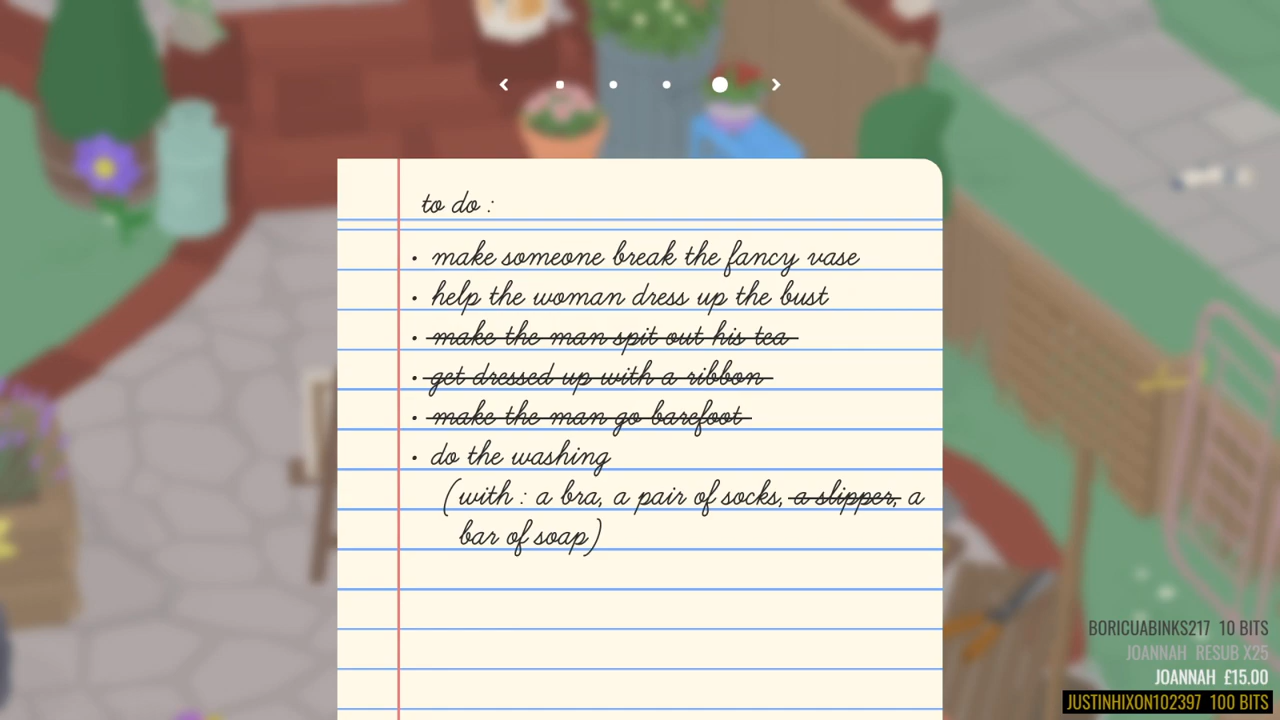 to do :
• make someone break the fancy vase
• help the woman dress up the bust
• make the man spit out his tea
• get dressed up with a ribbon
• make the man go barefoot
• do the washing
(with : a bra, a pair of socks, a slipper, a
bar of soap)
BORICUABINKS217 10 BITS
JOANNAH RESUB X25
JOANNAH £15.00
JUSTINHIXON102397 100 BITS